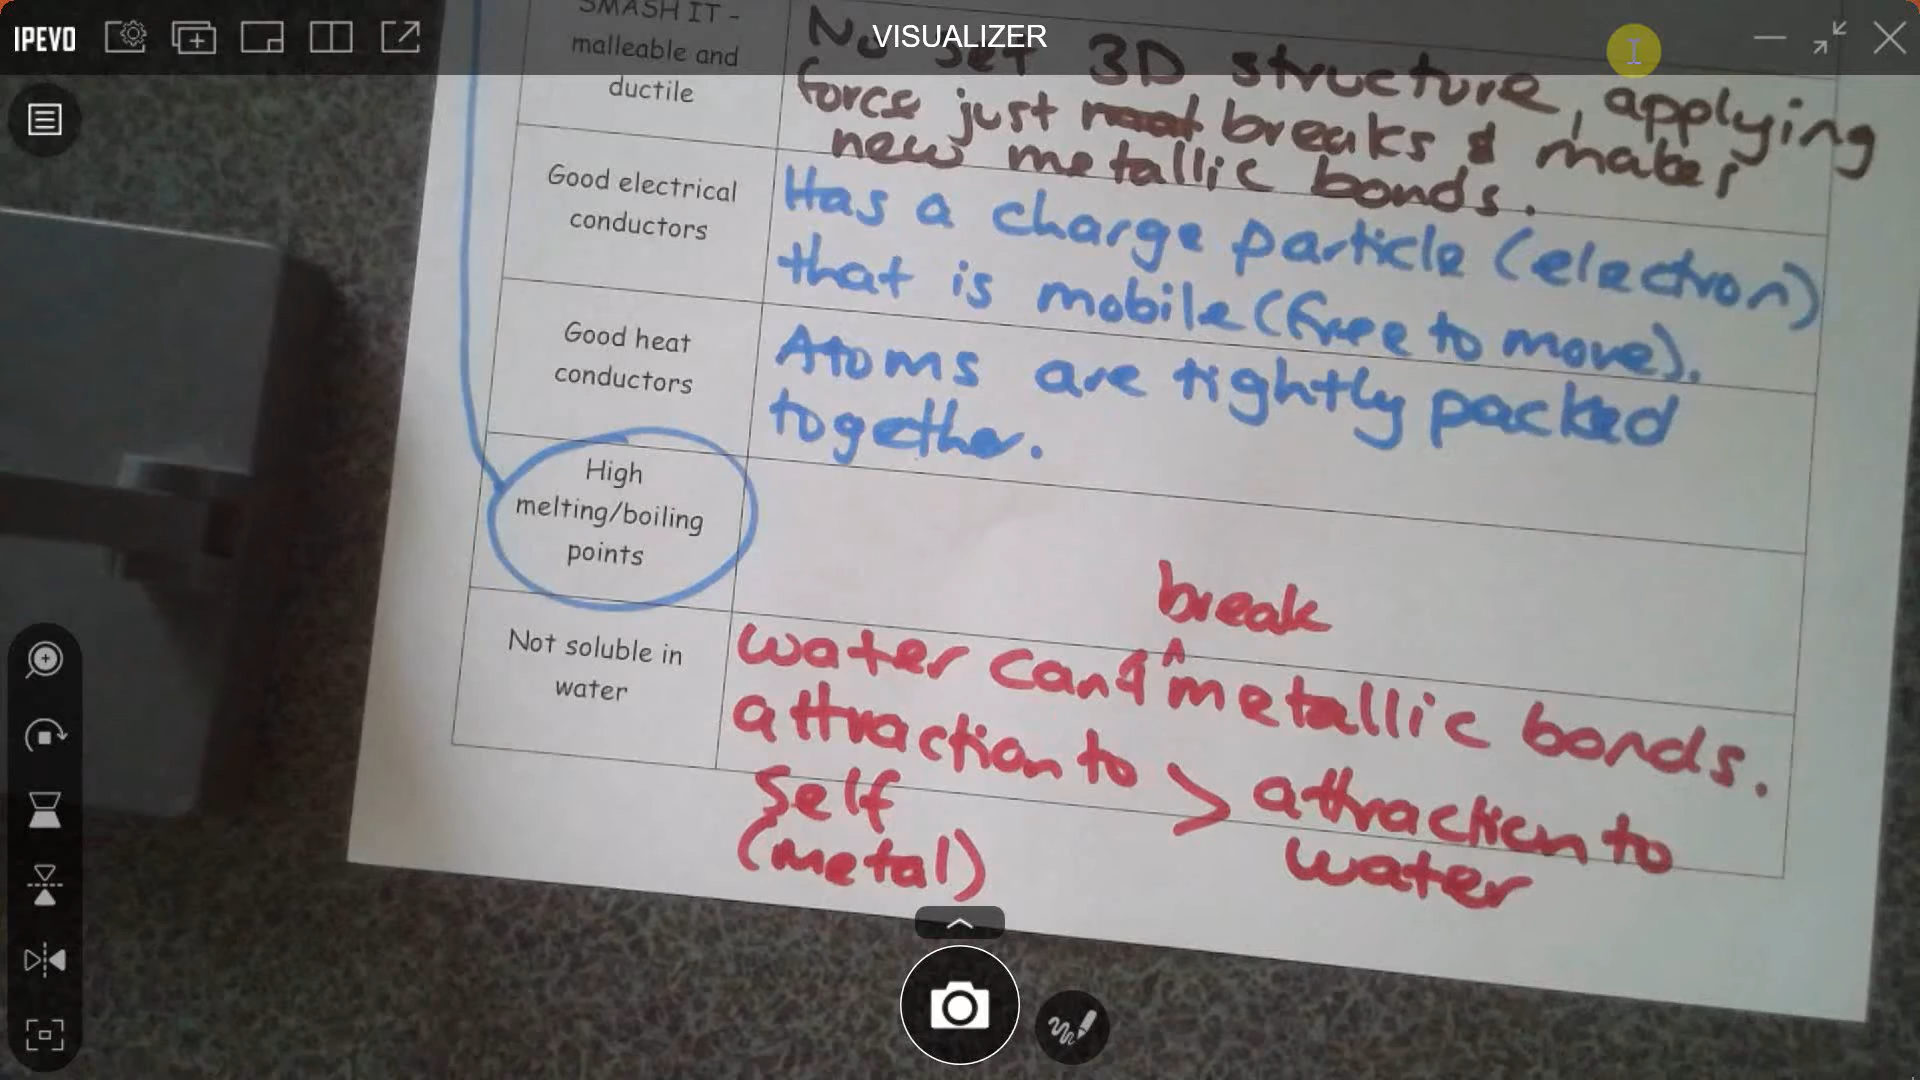 IPEVO
VISUALIZER
SMASH IT -
malleable and
ductile
No set 3D structure, applying
force just breaks & makes
new metallic bonds.
Good electrical
conductors
Has a charge particle (electron)
that is mobile (free to move).
Good heat
conductors
Atoms are tightly packed
together.
High
melting/boiling
points
Not soluble in
water
break
water can't ^ metallic bonds.
attraction to > attraction to
self water
(metal)